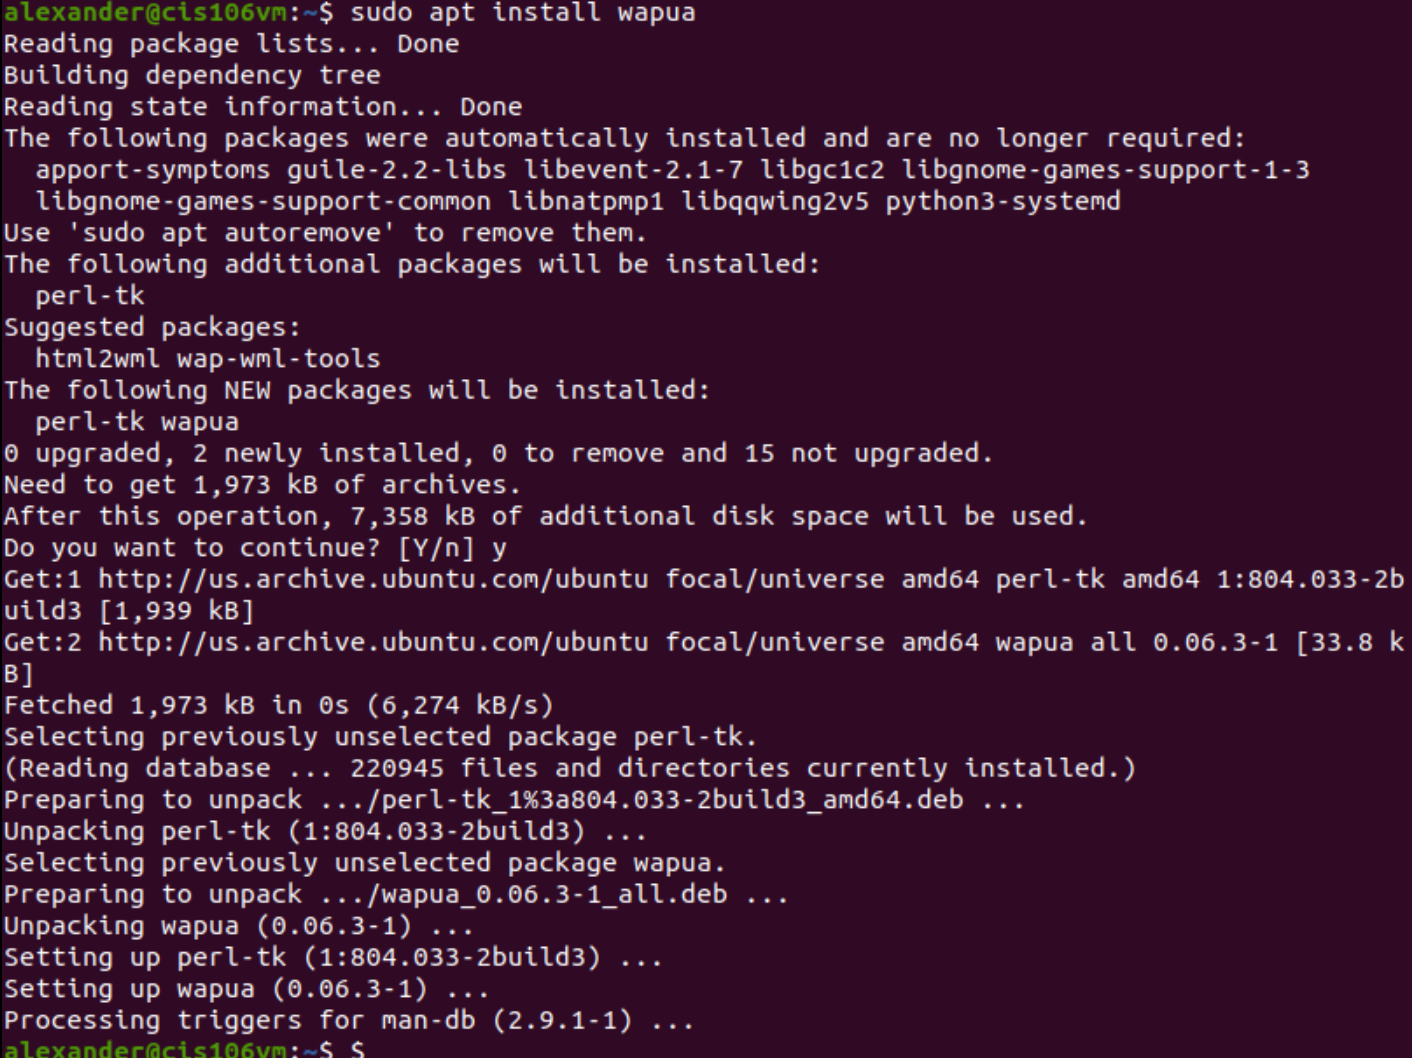 alexander@cis106vm:~$ sudo apt install wapua
Reading package lists... Done
Building dependency tree
Reading state information... Done
The following packages were automatically installed and are no longer required:
  apport-symptoms guile-2.2-libs libevent-2.1-7 libgc1c2 libgnome-games-support-1-3
  libgnome-games-support-common libnatpmp1 libqqwing2v5 python3-systemd
Use 'sudo apt autoremove' to remove them.
The following additional packages will be installed:
  perl-tk
Suggested packages:
  html2wml wap-wml-tools
The following NEW packages will be installed:
  perl-tk wapua
0 upgraded, 2 newly installed, 0 to remove and 15 not upgraded.
Need to get 1,973 kB of archives.
After this operation, 7,358 kB of additional disk space will be used.
Do you want to continue? [Y/n] y
Get:1 http://us.archive.ubuntu.com/ubuntu focal/universe amd64 perl-tk amd64 1:804.033-2b
uild3 [1,939 kB]
Get:2 http://us.archive.ubuntu.com/ubuntu focal/universe amd64 wapua all 0.06.3-1 [33.8 k
B]
Fetched 1,973 kB in 0s (6,274 kB/s)
Selecting previously unselected package perl-tk.
(Reading database ... 220945 files and directories currently installed.)
Preparing to unpack .../perl-tk_1%3a804.033-2build3_amd64.deb ...
Unpacking perl-tk (1:804.033-2build3) ...
Selecting previously unselected package wapua.
Preparing to unpack .../wapua_0.06.3-1_all.deb ...
Unpacking wapua (0.06.3-1) ...
Setting up perl-tk (1:804.033-2build3) ...
Setting up wapua (0.06.3-1) ...
Processing triggers for man-db (2.9.1-1) ...
alexander@cis106vm:~$ $